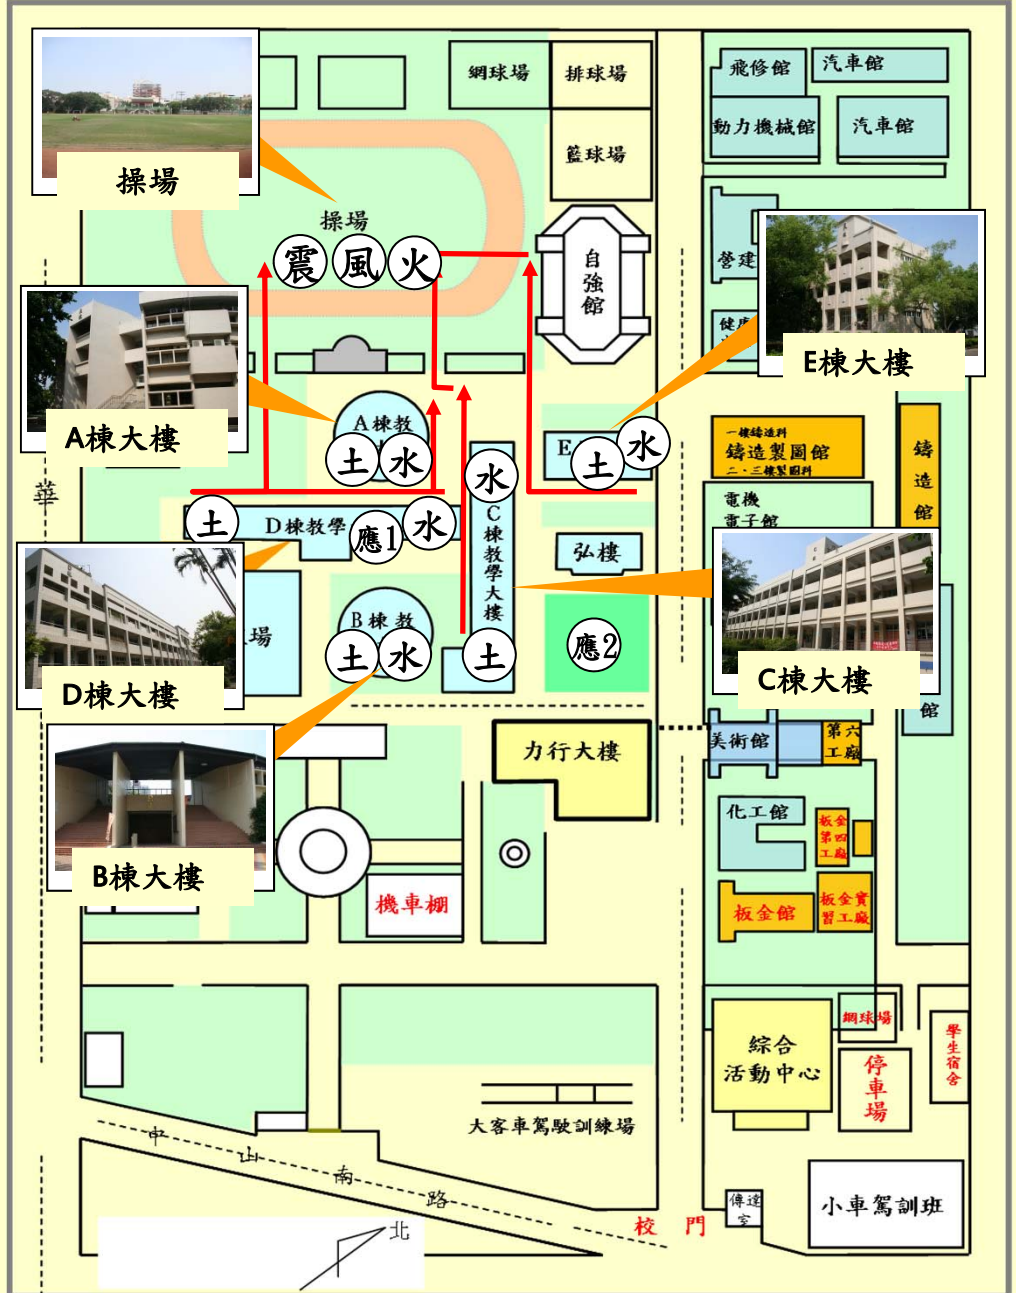 網球場
排球場
飛修館
汽車館
動力機械館
汽車館
籃球場
操場
操場
震
風
火
自強館
營建
健康
E棟大樓
A棟大樓
A棟教
土
水
E
土
水
一樓鑄造科
鑄造製圖館
二、三樓製圖科
鑄造館
華
水
電機
電子館
土
D棟教學
應1
水
C棟教學大樓
弘樓
場
B棟教
土
水
土
應2
D棟大樓
C棟大樓
館
力行大樓
美術館
第六工廠
化工館
板金第四工廠
B棟大樓
機車棚
板金館
板金實習工廠
綜合
活動中心
網球場
停車場
學生宿舍
大客車駕駛訓練場
中山南路
傳達室
小車駕訓班
校門
北